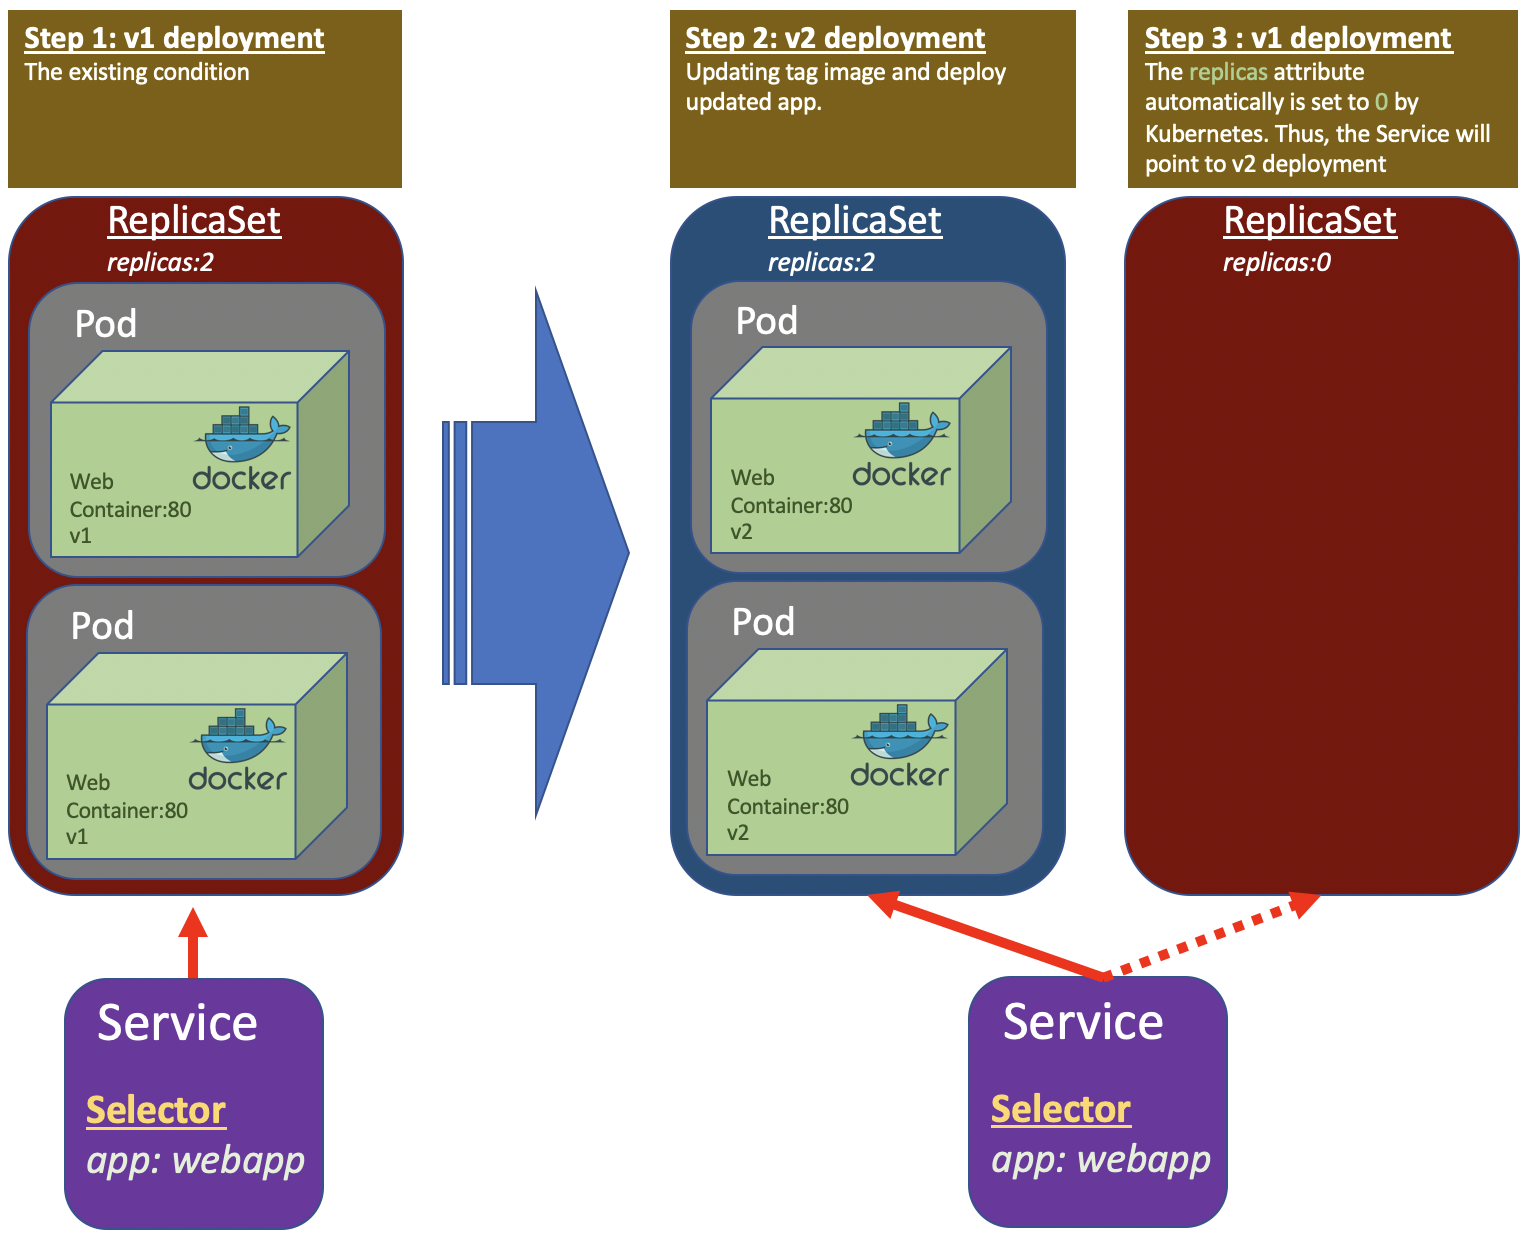 Step 1: v1 deployment
The existing condition
Step 2: v2 deployment
Updating tag image and deploy
updated app.
Step 3 : v1 deployment
The replicas attribute
automatically is set to 0 by
Kubernetes. Thus, the Service will
point to v2 deployment
ReplicaSet
replicas:2
Pod
docker
Web
Container:80
v1
Pod
docker
Web
Container:80
v1
Service
Selector
app: webapp
ReplicaSet
replicas:2
Pod
docker
Web
Container:80
v2
Pod
docker
Web
Container:80
v2
ReplicaSet
replicas:0
Service
Selector
app: webapp